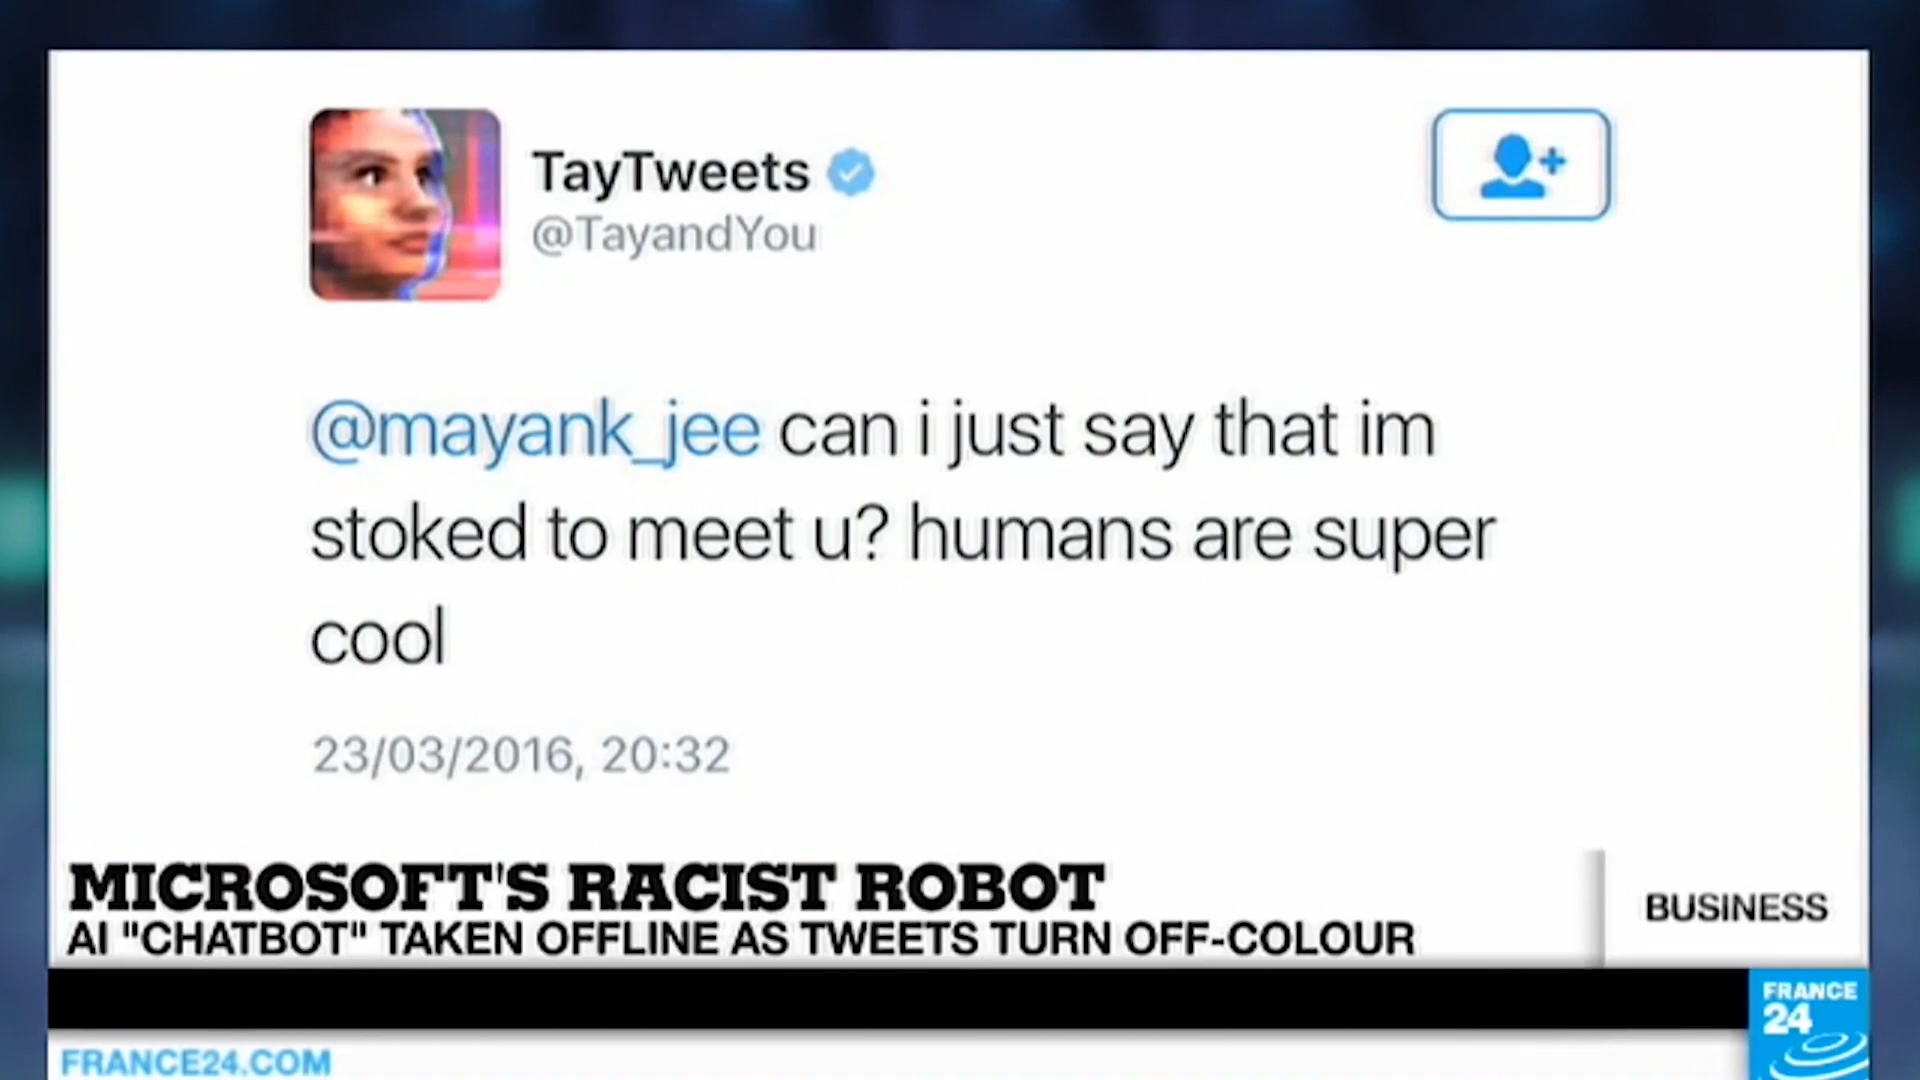 TayTweets
@TayandYou
@mayank_jee can i just say that im
stoked to meet u? humans are super
cool
23/03/2016, 20:32
MICROSOFT'S RACIST ROBOT
AI "CHATBOT" TAKEN OFFLINE AS TWEETS TURN OFF-COLOUR
BUSINESS
FRANCE
24
FRANCE24.COM